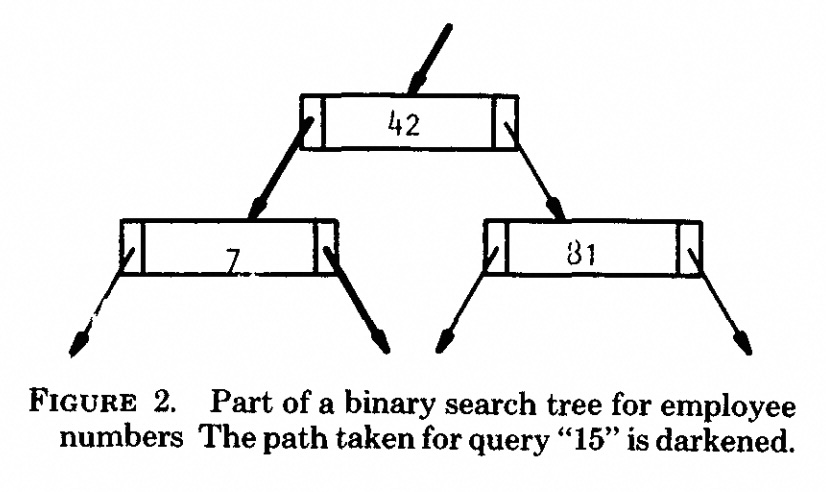 42
7
81
FIGURE 2. Part of a binary search tree for employee
numbers The path taken for query “15” is darkened.